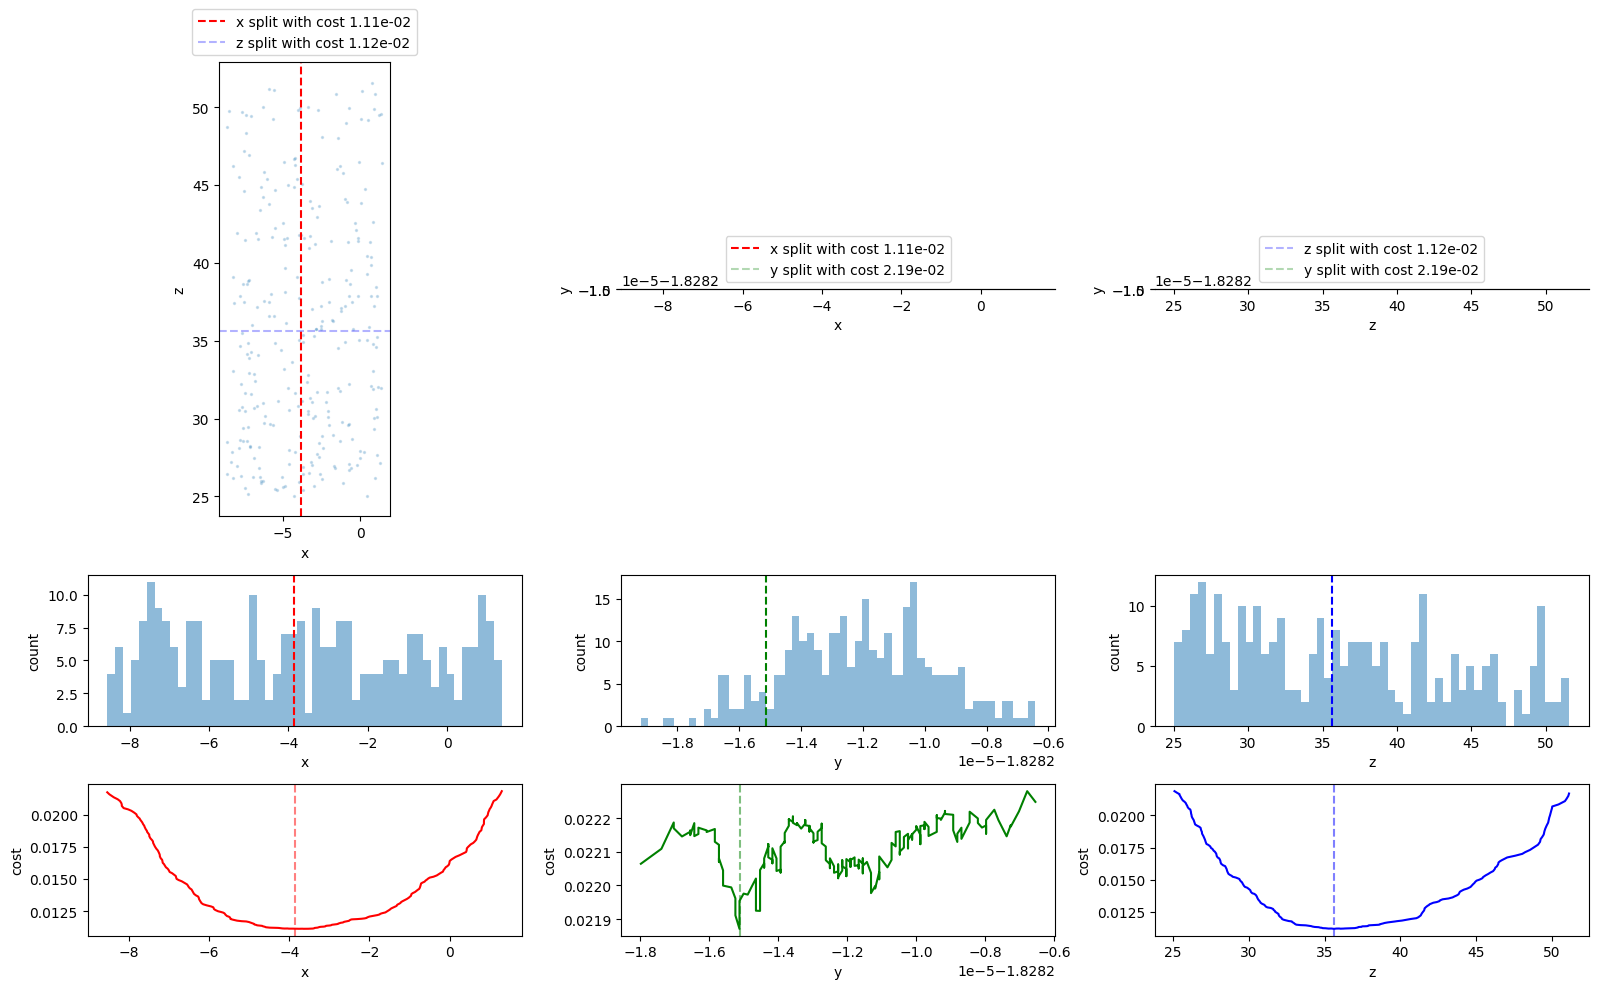 x split with cost 1.11e-02
z split with cost 1.12e-02
50
45
40
35
30
25
z
−5
0
x
x split with cost 1.11e-02
y split with cost 2.19e-02
1e−5−1.8282
y
−8
−6
−4
−2
0
x
z split with cost 1.12e-02
y split with cost 2.19e-02
1e−5−1.8282
y
25
30
35
40
45
50
z
10.0
7.5
5.0
2.5
0.0
count
−8
−6
−4
−2
0
x
15
10
5
0
count
−1.8
−1.6
−1.4
−1.2
−1.0
−0.8
−0.6
y
1e−5−1.8282
10
5
0
count
25
30
35
40
45
50
z
0.0200
0.0175
0.0150
0.0125
cost
−8
−6
−4
−2
0
x
0.0222
0.0221
0.0220
0.0219
cost
−1.8
−1.6
−1.4
−1.2
−1.0
−0.8
−0.6
y
1e−5−1.8282
0.0200
0.0175
0.0150
0.0125
cost
25
30
35
40
45
50
z